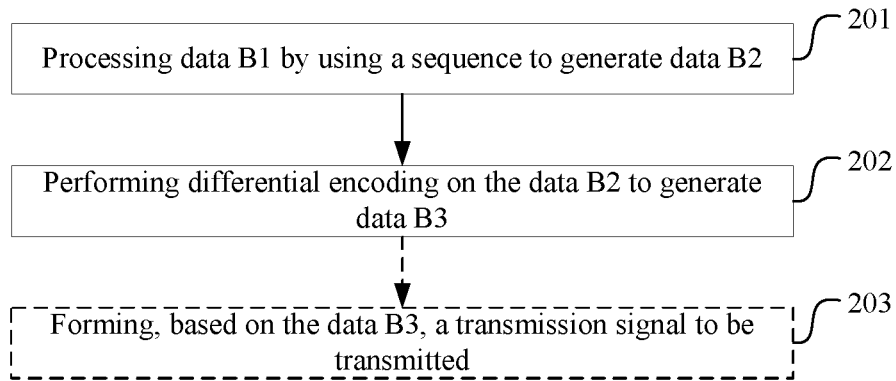 201
Processing data B1 by using a sequence to generate data B2
202
Performing differential encoding on the data B2 to generate
data B3
203
Forming, based on the data B3, a transmission signal to be
transmitted